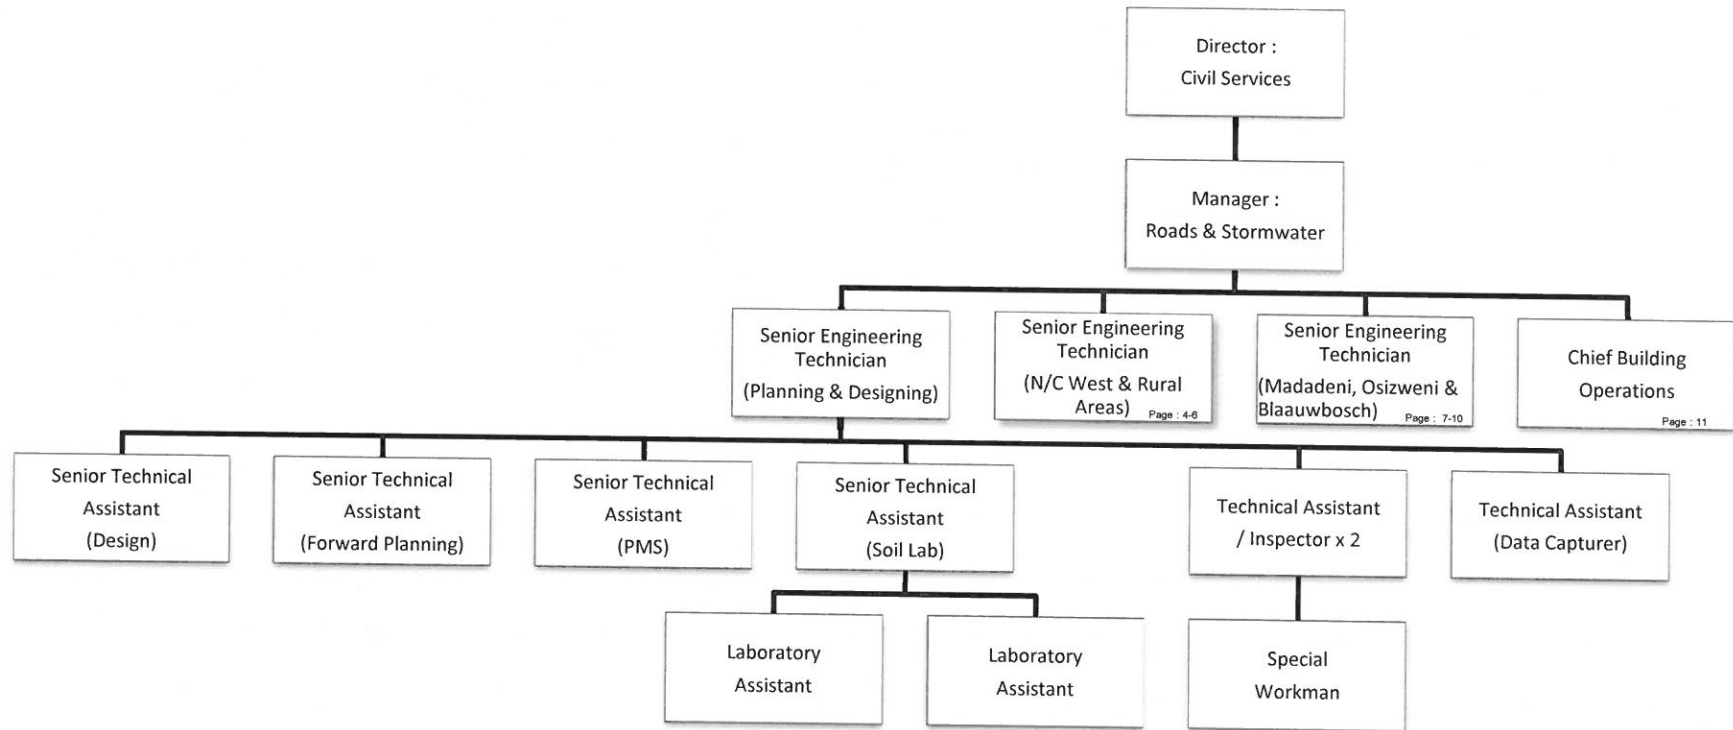 Director :
Civil Services
Manager :
Roads & Stormwater
Senior Engineering
Technician
(Planning & Designing)
Senior Engineering
Technician
(N/C West & Rural
Areas)
Page : 4-6
Senior Engineering
Technician
(Madadeni, Osizweni &
Blaauwbosch)
Page : 7-10
Chief Building
Operations
Page : 11
Senior Technical
Assistant
(Design)
Senior Technical
Assistant
(Forward Planning)
Senior Technical
Assistant
(PMS)
Senior Technical
Assistant
(Soil Lab)
Technical Assistant
/ Inspector x 2
Technical Assistant
(Data Capturer)
Laboratory
Assistant
Laboratory
Assistant
Special
Workman